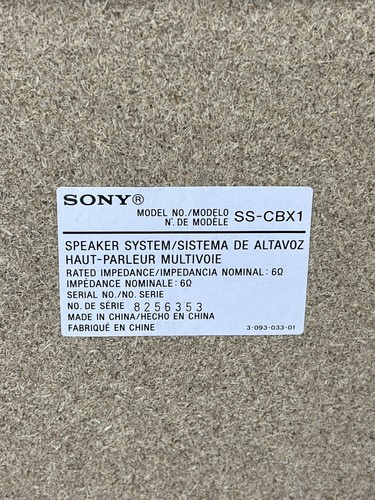 SONY®
MODEL NO./MODELO
N°. DE MODÈLE SS-CBX1
SPEAKER SYSTEM/SISTEMA DE ALTAVOZ
HAUT-PARLEUR MULTIVOIE
RATED IMPEDANCE/IMPEDANCIA NOMINAL: 6Ω
IMPÉDANCE NOMINALE: 6Ω
SERIAL NO./NO. SERIE
NO. DE SÉRIE 8256353
MADE IN CHINA/HECHO EN CHINA
FABRIQUÉ EN CHINE 3-093-033-01